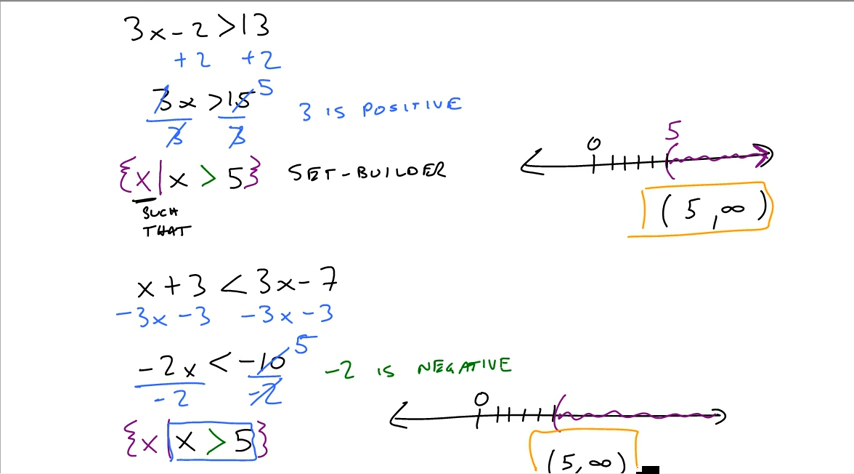 3x - 2 > 13
+2 +2
3x > 15 5
3 3
3 IS POSITIVE
{x | x > 5} SET-BUILDER
SUCH
THAT
0 5
(5, ∞)
x + 3 < 3x - 7
-3x - 3 -3x - 3
-2x < -10 5
-2 -2
-2 IS NEGATIVE
{x | x > 5}
0
(5, ∞)